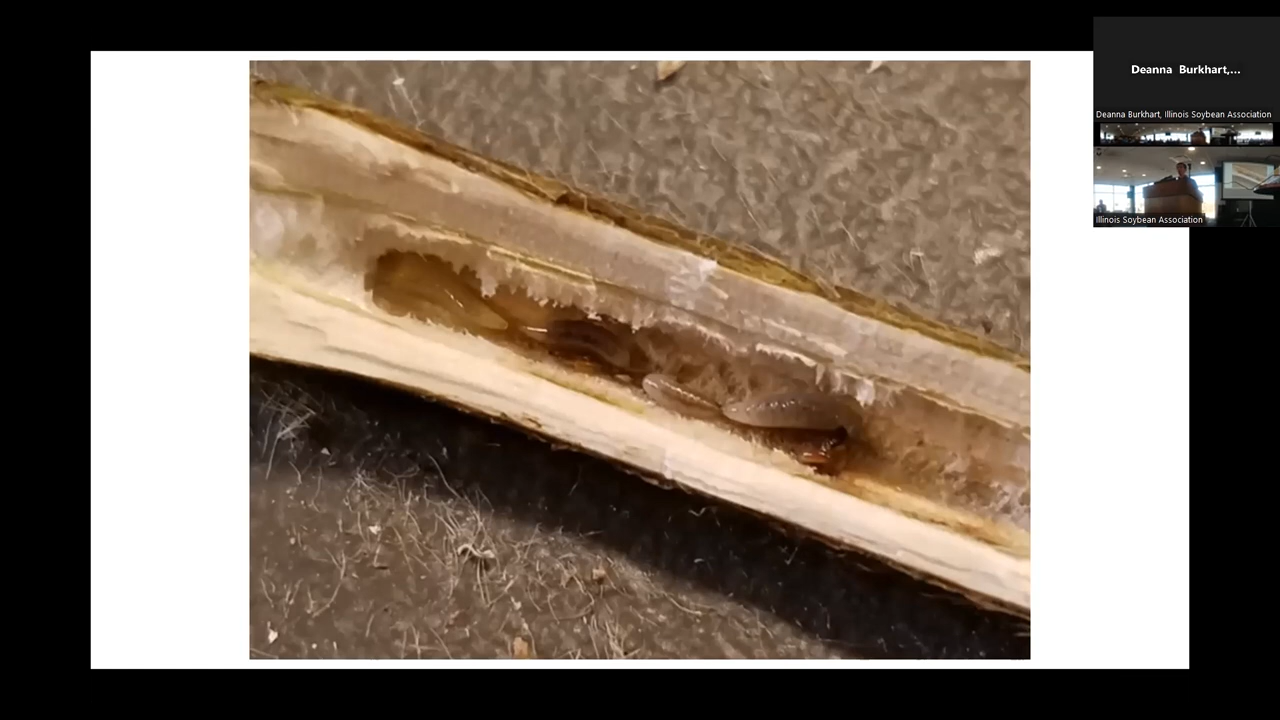 Deanna Burkhart,...
Deanna Burkhart, Illinois Soybean Association
Illinois Soybean Association